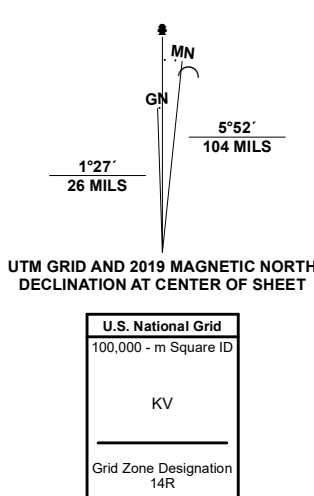 MN
GN
5°52´
104 MILS
1°27´
26 MILS
UTM GRID AND 2019 MAGNETIC NORTH
DECLINATION AT CENTER OF SHEET
U.S. National Grid
100,000 - m Square ID
KV
Grid Zone Designation
14R